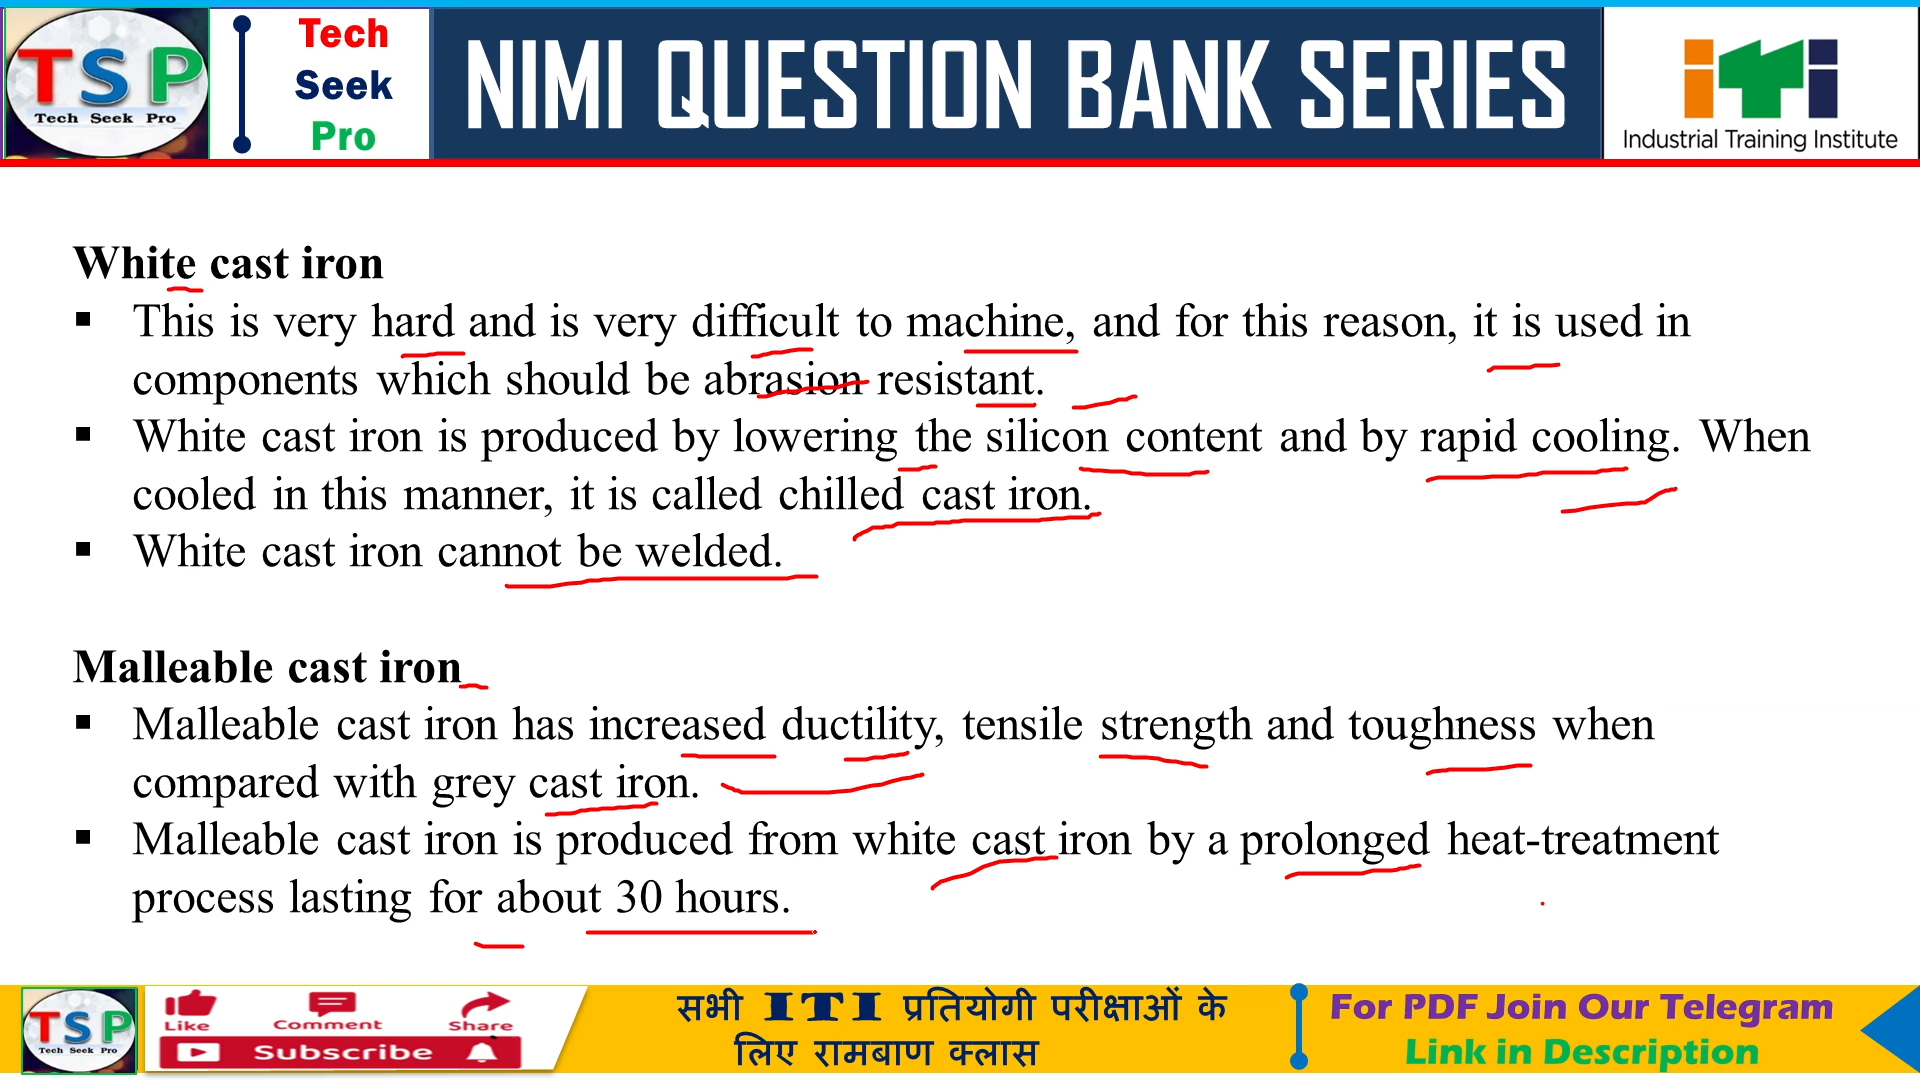 TSP
Tech Seek Pro
Tech
Seek
Pro
NIMI QUESTION BANK SERIES
iTi
Industrial Training Institute
White cast iron
▪ This is very hard and is very difficult to machine, and for this reason, it is used in
components which should be abrasion resistant.
▪ White cast iron is produced by lowering the silicon content and by rapid cooling. When
cooled in this manner, it is called chilled cast iron.
▪ White cast iron cannot be welded.
Malleable cast iron
▪ Malleable cast iron has increased ductility, tensile strength and toughness when
compared with grey cast iron.
▪ Malleable cast iron is produced from white cast iron by a prolonged heat-treatment
process lasting for about 30 hours.
TSP
Tech Seek Pro
Like Comment Share
Subscribe
सभी ITI प्रतियोगी परीक्षाओं के
लिए रामबाण क्लास
For PDF Join Our Telegram
Link in Description